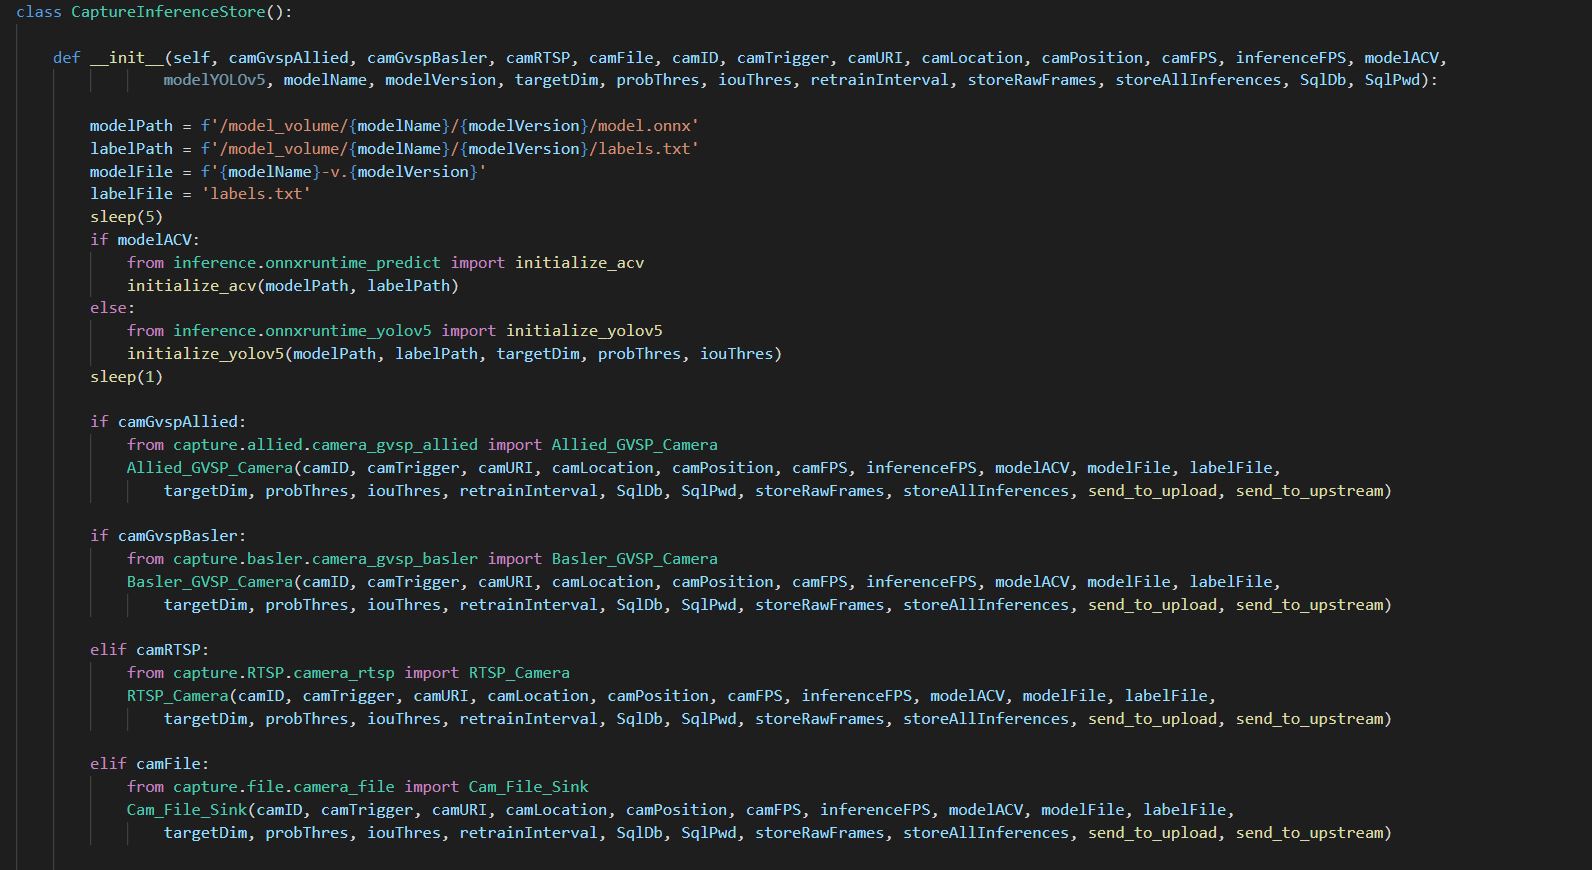 class CaptureInferenceStore():
def __init__(self, camGvspAllied, camGvspBasler, camRTSP, camFile, camID, camTrigger, camURI, camLocation, camPosition, camFPS, inferenceFPS, modelACV,
modelYOLOv5, modelName, modelVersion, targetDim, probThres, iouThres, retrainInterval, storeRawFrames, storeAllInferences, SqlDb, SqlPwd):
modelPath = f'/model_volume/{modelName}/{modelVersion}/model.onnx'
labelPath = f'/model_volume/{modelName}/{modelVersion}/labels.txt'
modelFile = f'{modelName}-v.{modelVersion}'
labelFile = 'labels.txt'
sleep(5)
if modelACV:
from inference.onnxruntime_predict import initialize_acv
initialize_acv(modelPath, labelPath)
else:
from inference.onnxruntime_yolov5 import initialize_yolov5
initialize_yolov5(modelPath, labelPath, targetDim, probThres, iouThres)
sleep(1)
if camGvspAllied:
from capture.allied.camera_gvsp_allied import Allied_GVSP_Camera
Allied_GVSP_Camera(camID, camTrigger, camURI, camLocation, camPosition, camFPS, inferenceFPS, modelACV, modelFile, labelFile,
targetDim, probThres, iouThres, retrainInterval, SqlDb, SqlPwd, storeRawFrames, storeAllInferences, send_to_upload, send_to_upstream)
if camGvspBasler:
from capture.basler.camera_gvsp_basler import Basler_GVSP_Camera
Basler_GVSP_Camera(camID, camTrigger, camURI, camLocation, camPosition, camFPS, inferenceFPS, modelACV, modelFile, labelFile,
targetDim, probThres, iouThres, retrainInterval, SqlDb, SqlPwd, storeRawFrames, storeAllInferences, send_to_upload, send_to_upstream)
elif camRTSP:
from capture.RTSP.camera_rtsp import RTSP_Camera
RTSP_Camera(camID, camTrigger, camURI, camLocation, camPosition, camFPS, inferenceFPS, modelACV, modelFile, labelFile,
targetDim, probThres, iouThres, retrainInterval, SqlDb, SqlPwd, storeRawFrames, storeAllInferences, send_to_upload, send_to_upstream)
elif camFile:
from capture.file.camera_file import Cam_File_Sink
Cam_File_Sink(camID, camTrigger, camURI, camLocation, camPosition, camFPS, inferenceFPS, modelACV, modelFile, labelFile,
targetDim, probThres, iouThres, retrainInterval, SqlDb, SqlPwd, storeRawFrames, storeAllInferences, send_to_upload, send_to_upstream)